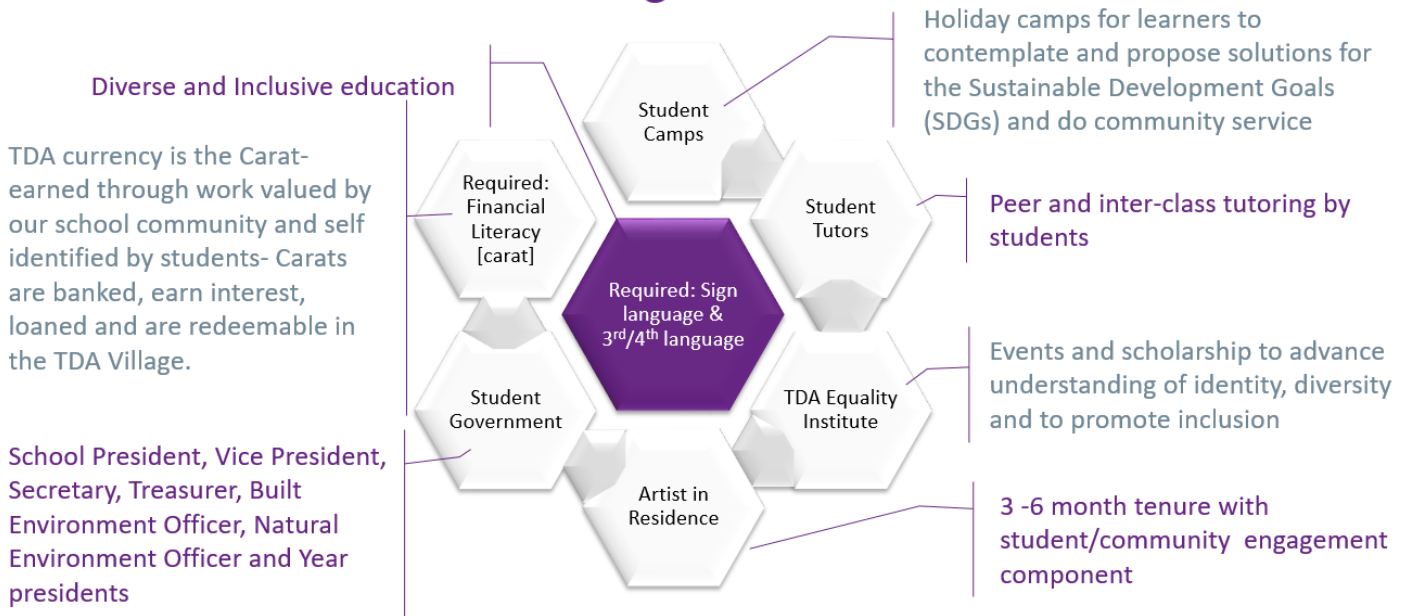 Diverse and Inclusive education
TDA currency is the Carat-
earned through work valued by
our school community and self
identified by students- Carats
are banked, earn interest,
loaned and are redeemable in
the TDA Village.
School President, Vice President,
Secretary, Treasurer, Built
Environment Officer, Natural
Environment Officer and Year
presidents
Student
Camps
Required:
Financial
Literacy
[carat]
Student
Tutors
Required: Sign
language &
3rd/4th language
Student
Government
TDA Equality
Institute
Artist in
Residence
Holiday camps for learners to
contemplate and propose solutions for
the Sustainable Development Goals
(SDGs) and do community service
Peer and inter-class tutoring by
students
Events and scholarship to advance
understanding of identity, diversity
and to promote inclusion
3 -6 month tenure with
student/community engagement
component